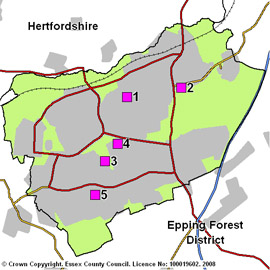 Hertfordshire
1
2
4
3
5
Epping Forest
District
© Crown Copyright. Essex County Council. Licence No: 100019602. 2008